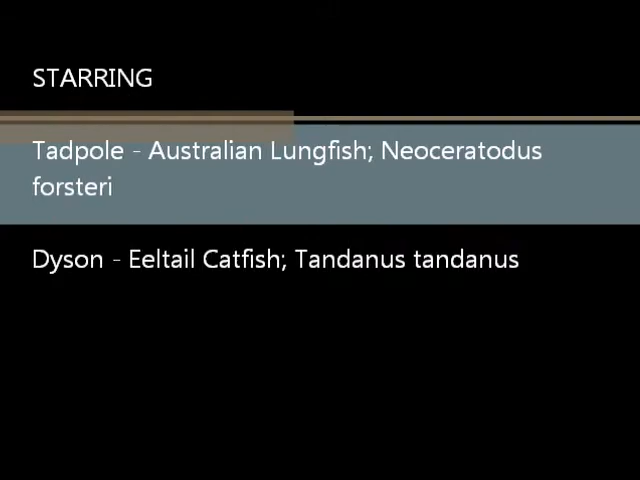 STARRING
Tadpole - Australian Lungfish; Neoceratodus
forsteri
Dyson - Eeltail Catfish; Tandanus tandanus